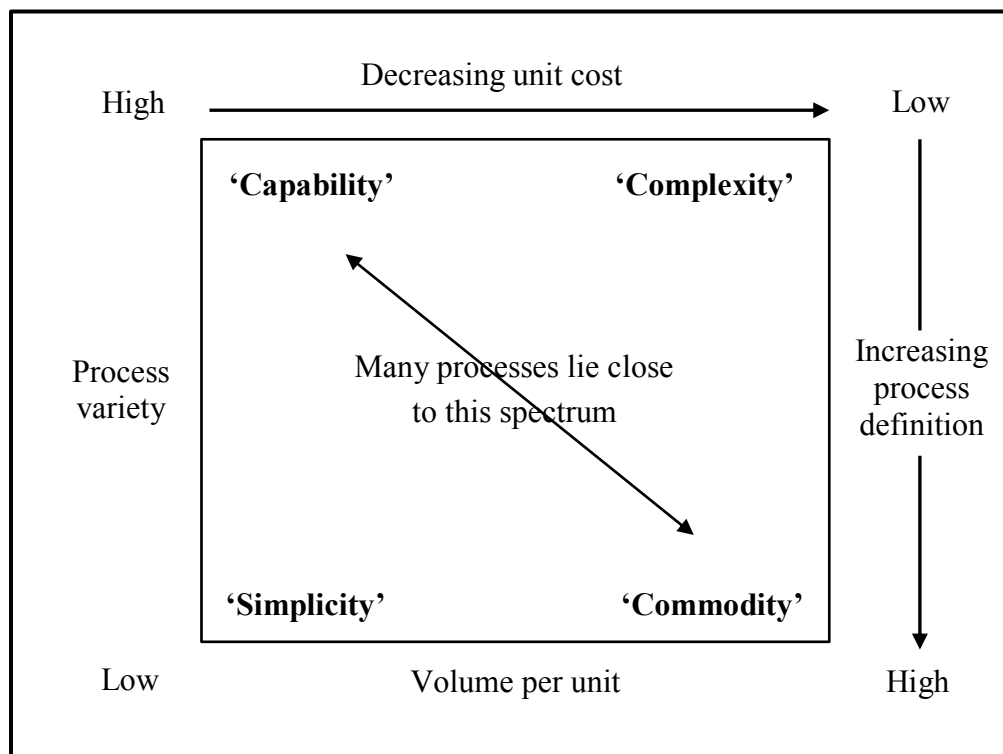 Decreasing unit cost
High
Low
‘Capability’
‘Complexity’
Process
variety
Many processes lie close
to this spectrum
Increasing
process
definition
‘Simplicity’
‘Commodity’
Low
Volume per unit
High